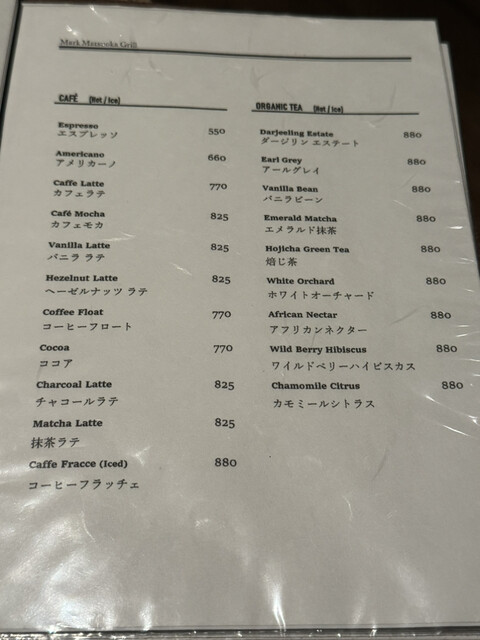 Mark Matsuoka Grill
CAFÉ (Hot / Ice)
Espresso 550
エスプレッソ
Americano 660
アメリカーノ
Caffe Latte 770
カフェラテ
Café Mocha 825
カフェモカ
Vanilla Latte 825
バニラ ラテ
Hezelnut Latte 825
ヘーゼルナッツ ラテ
Coffee Float 770
コーヒーフロート
Cocoa 770
ココア
Charcoal Latte 825
チャコールラテ
Matcha Latte 825
抹茶ラテ
Caffe Fracce (Iced) 880
コーヒーフラッチェ
ORGANIC TEA (Hot / Ice)
Darjeeling Estate 880
ダージリン エステート
Earl Grey 880
アールグレイ
Vanilla Bean 880
バニラビーン
Emerald Matcha 880
エメラルド抹茶
Hojicha Green Tea 880
焙じ茶
White Orchard 880
ホワイトオーチャード
African Nectar 880
アフリカンネクター
Wild Berry Hibiscus 880
ワイルドベリーハイビスカス
Chamomile Citrus 880
カモミールシトラス